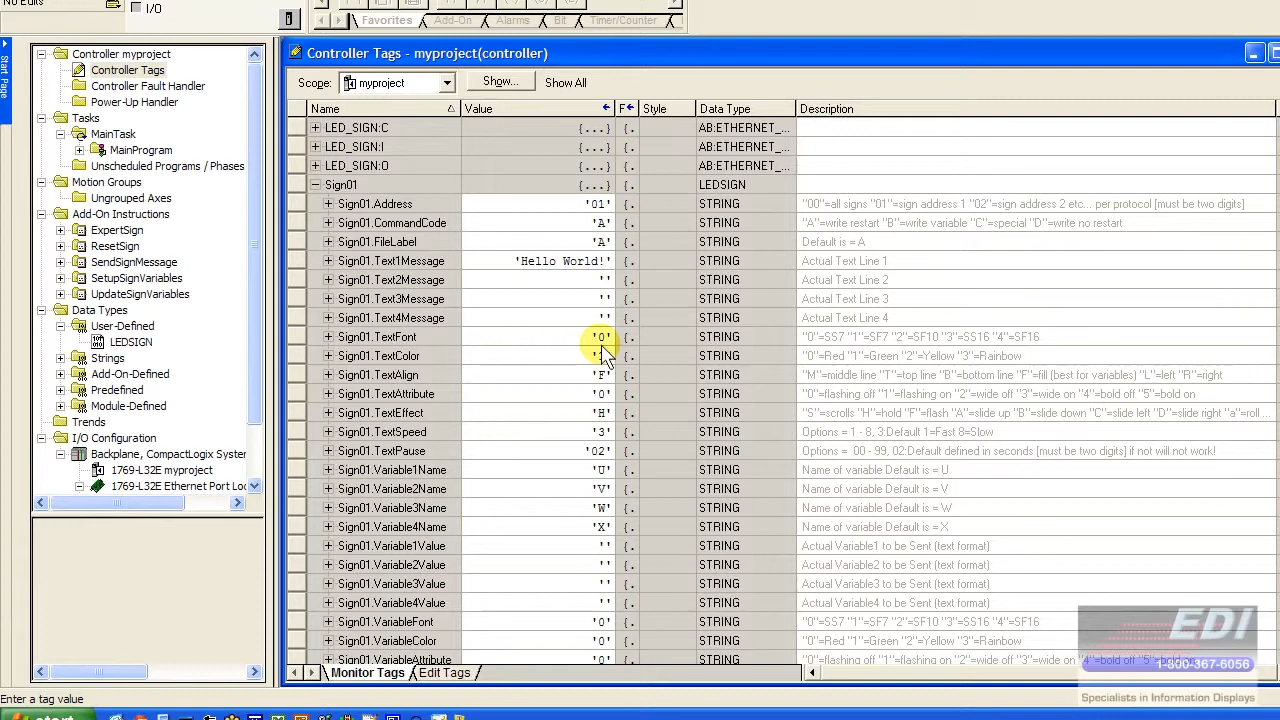 No Edits
I/O
Favorites Add-On Alarms Bit Timer/Counter
Start Page
Controller myproject
Controller Tags
Controller Fault Handler
Power-Up Handler
Tasks
MainTask
MainProgram
Unscheduled Programs / Phases
Motion Groups
Ungrouped Axes
Add-On Instructions
ExpertSign
ResetSign
SendSignMessage
SetupSignVariables
UpdateSignVariables
Data Types
User-Defined
LEDSIGN
Strings
Add-On-Defined
Predefined
Module-Defined
Trends
I/O Configuration
Backplane, CompactLogix System
1769-L32E myproject
1769-L32E Ethernet Port Loc
Controller Tags - myproject(controller)
Scope: myproject Show... Show All
Name Value F Style Data Type Description
LED_SIGN:C {...} {. AB:ETHERNET_...
LED_SIGN:I {...} {. AB:ETHERNET_...
LED_SIGN:O {...} {. AB:ETHERNET_...
Sign01 {...} {. LEDSIGN
Sign01.Address '01' {. STRING "00"=all signs "01"=sign address 1 "02"=sign address 2 etc... per protocol [must be two digits]
Sign01.CommandCode 'A' {. STRING "A"=write restart "B"=write variable "C"=special "D"=write no restart
Sign01.FileLabel 'A' {. STRING Default is = A
Sign01.Text1Message 'Hello World!' {. STRING Actual Text Line 1
Sign01.Text2Message '' {. STRING Actual Text Line 2
Sign01.Text3Message '' {. STRING Actual Text Line 3
Sign01.Text4Message '' {. STRING Actual Text Line 4
Sign01.TextFont '0' {. STRING "0"=SS7 "1"=SF7 "2"=SF10 "3"=SS16 "4"=SF16
Sign01.TextColor {. STRING "0"=Red "1"=Green "2"=Yellow "3"=Rainbow
Sign01.TextAlign 'F' {. STRING "M"=middle line "T"=top line "B"=bottom line "F"=fill (best for variables) "L"=left "R"=right
Sign01.TextAttribute '0' {. STRING "0"=flashing off "1"=flashing on "2"=wide off "3"=wide on "4"=bold off "5"=bold on
Sign01.TextEffect 'H' {. STRING "S"=scrolls "H"=hold "F"=flash "A"=slide up "B"=slide down "C"=slide left "D"=slide right "a"=roll ...
Sign01.TextSpeed '3' {. STRING Options = 1 - 8, 3:Default 1=Fast 8=Slow
Sign01.TextPause '02' {. STRING Options = 00 - 99, 02:Default defined in seconds [must be two digits] if not will not work!
Sign01.Variable1Name 'U' {. STRING Name of variable Default is = U
Sign01.Variable2Name 'V' {. STRING Name of variable Default is = V
Sign01.Variable3Name 'W' {. STRING Name of variable Default is = W
Sign01.Variable4Name 'X' {. STRING Name of variable Default is = X
Sign01.Variable1Value '' {. STRING Actual Variable1 to be Sent (text format)
Sign01.Variable2Value '' {. STRING Actual Variable2 to be Sent (text format)
Sign01.Variable3Value '' {. STRING Actual Variable3 to be Sent (text format)
Sign01.Variable4Value '' {. STRING Actual Variable4 to be Sent (text format)
Sign01.VariableFont '0' {. STRING "0"=SS7 "1"=SF7 "2"=SF10 "3"=SS16 "4"=SF16
Sign01.VariableColor '0' {. STRING "0"=Red "1"=Green "2"=Yellow "3"=Rainbow
Sign01.VariableAttribute '0' {. STRING "0"=flashing off "1"=flashing on "2"=wide off "3"=wide on "4"=bold off "5"=bold
Monitor Tags Edit Tags
Enter a tag value
start
EDI
1-800-367-6056
Specialists in Information Displays